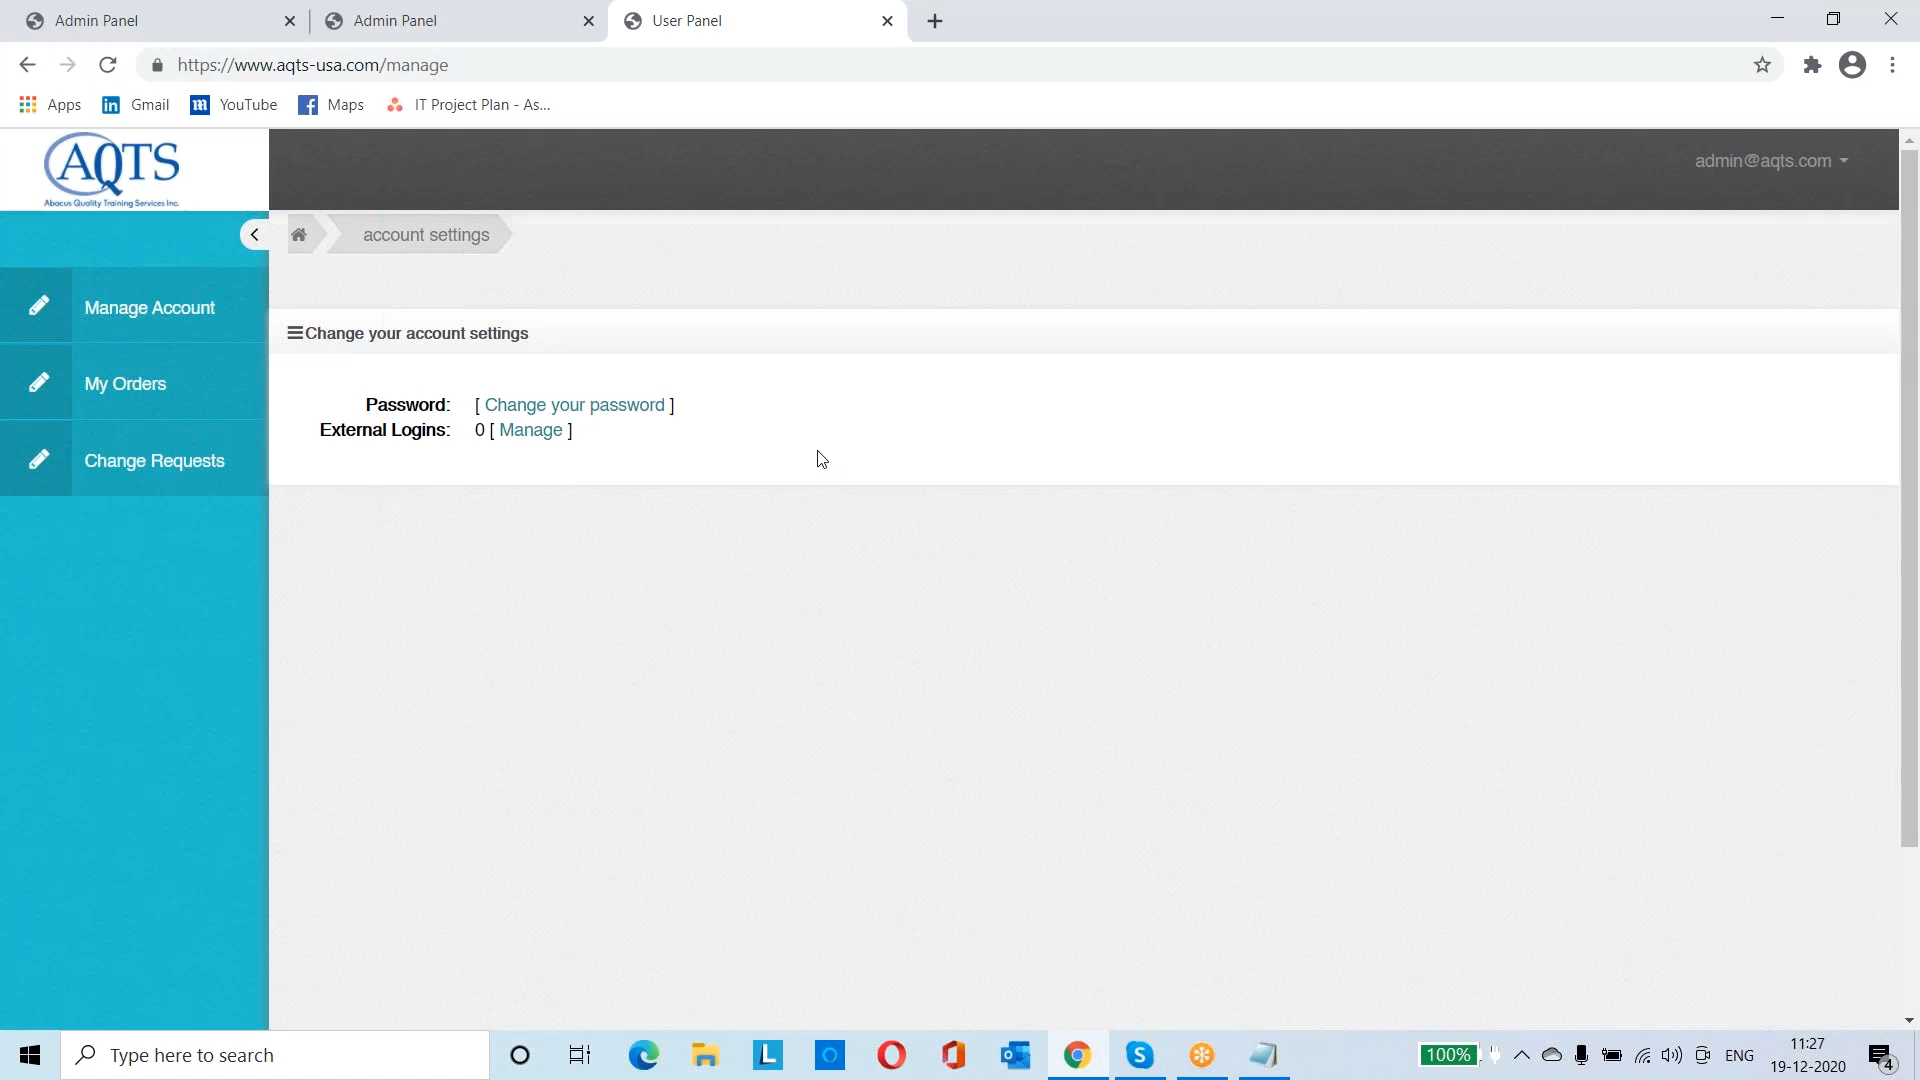 Admin Panel
Admin Panel
User Panel
https://www.aqts-usa.com/manage
Apps
Gmail
YouTube
Maps
IT Project Plan - As...
AQTS
Abacus Quality Training Services Inc.
admin@aqts.com
account settings
Manage Account
My Orders
Change Requests
Change your account settings
Password: [ Change your password ]
External Logins: 0 [ Manage ]
Type here to search
100%
ENG
11:27
19-12-2020
4